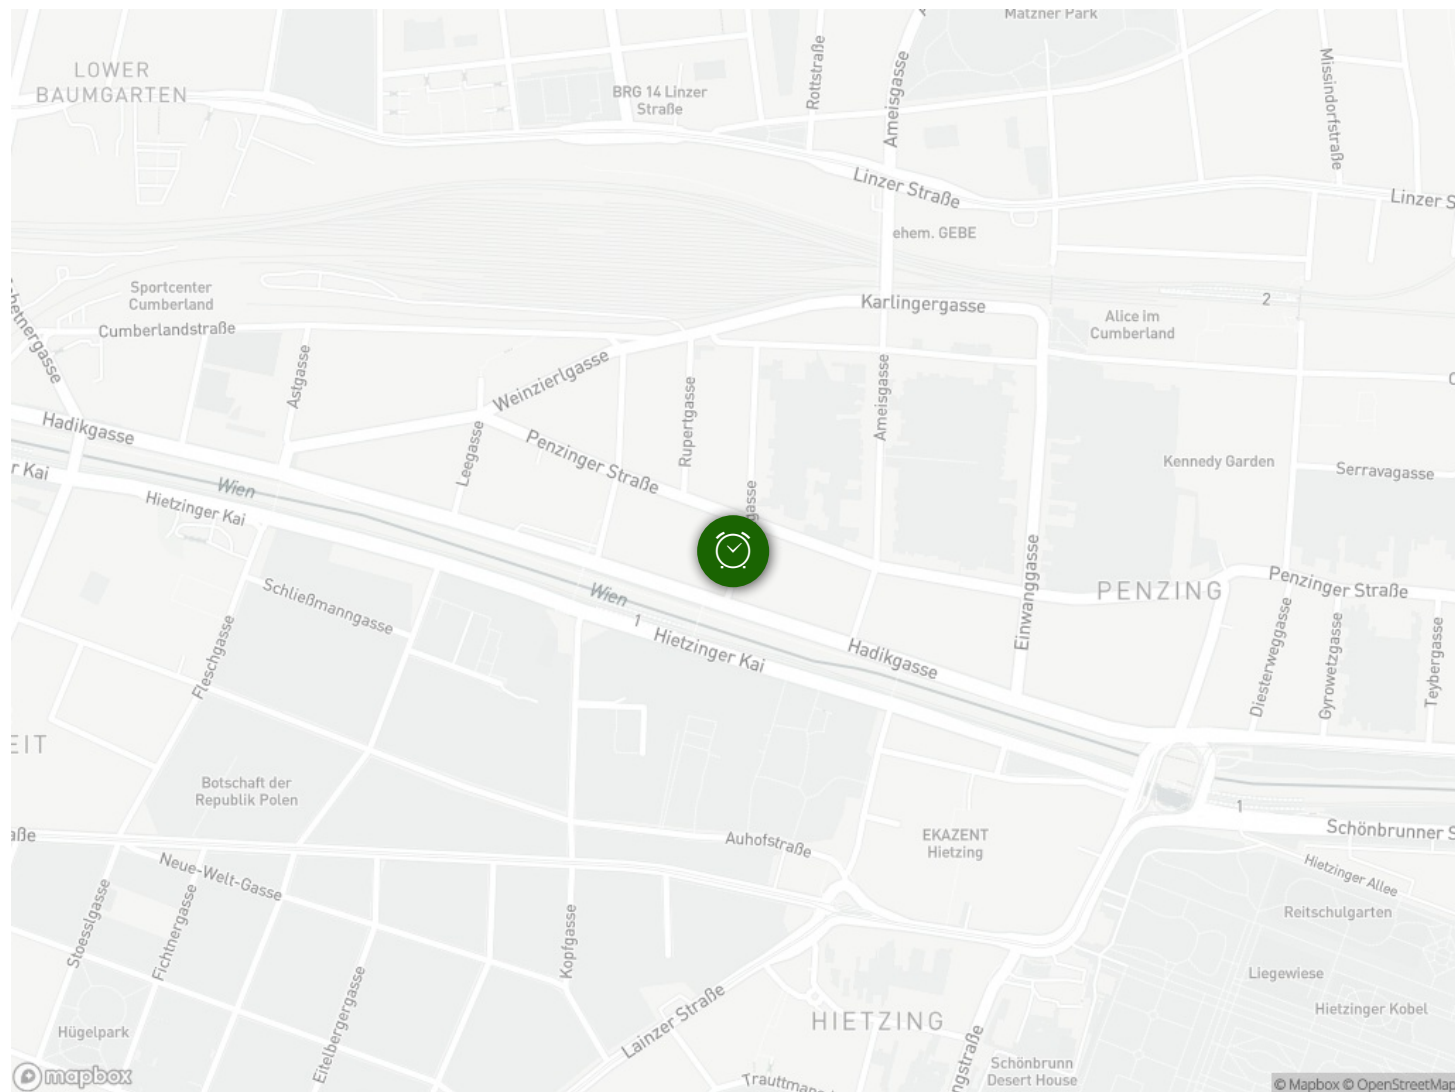 Matzner Park
LOWER
BAUMGARTEN
BRG 14 Linzer
Straße
Rottstraße
Ameisgasse
Missindorfstraße
Linzer Straße
Linzer S
ehem. GEBE
Sportcenter
Cumberland
Cumberlandstraße
Karlingergasse
2
Alice im
Cumberland
Astgasse
Weinzierlgasse
Rupertgasse
Ameisgasse
Hadikgasse
Penzinger Straße
Leegasse
Kennedy Garden
Serravagasse
r Kai
Wien
Hietzinger Kai
gasse
Einwanggasse
PENZING
Penzinger Straße
Schließmanngasse
Wien
1
Hietzinger Kai
Hadikgasse
Fleschgasse
Diesterweggasse
Gyrowetzgasse
Teybergasse
EIT
Botschaft der
Republik Polen
1
Schönbrunner S
aße
Auhofstraße
EKAZENT
Hietzing
Neue-Welt-Gasse
Hietzinger Allee
Reitschulgarten
Stoesslgasse
Fichtnergasse
Kopfgasse
Liegewiese
Hietzinger Kobel
Eitelbergergasse
Hügelpark
Lainzer Straße
HIETZING
Schönbrunn
Desert House
ngstraße
Trauttmans
mapbox
© Mapbox © OpenStreetMap